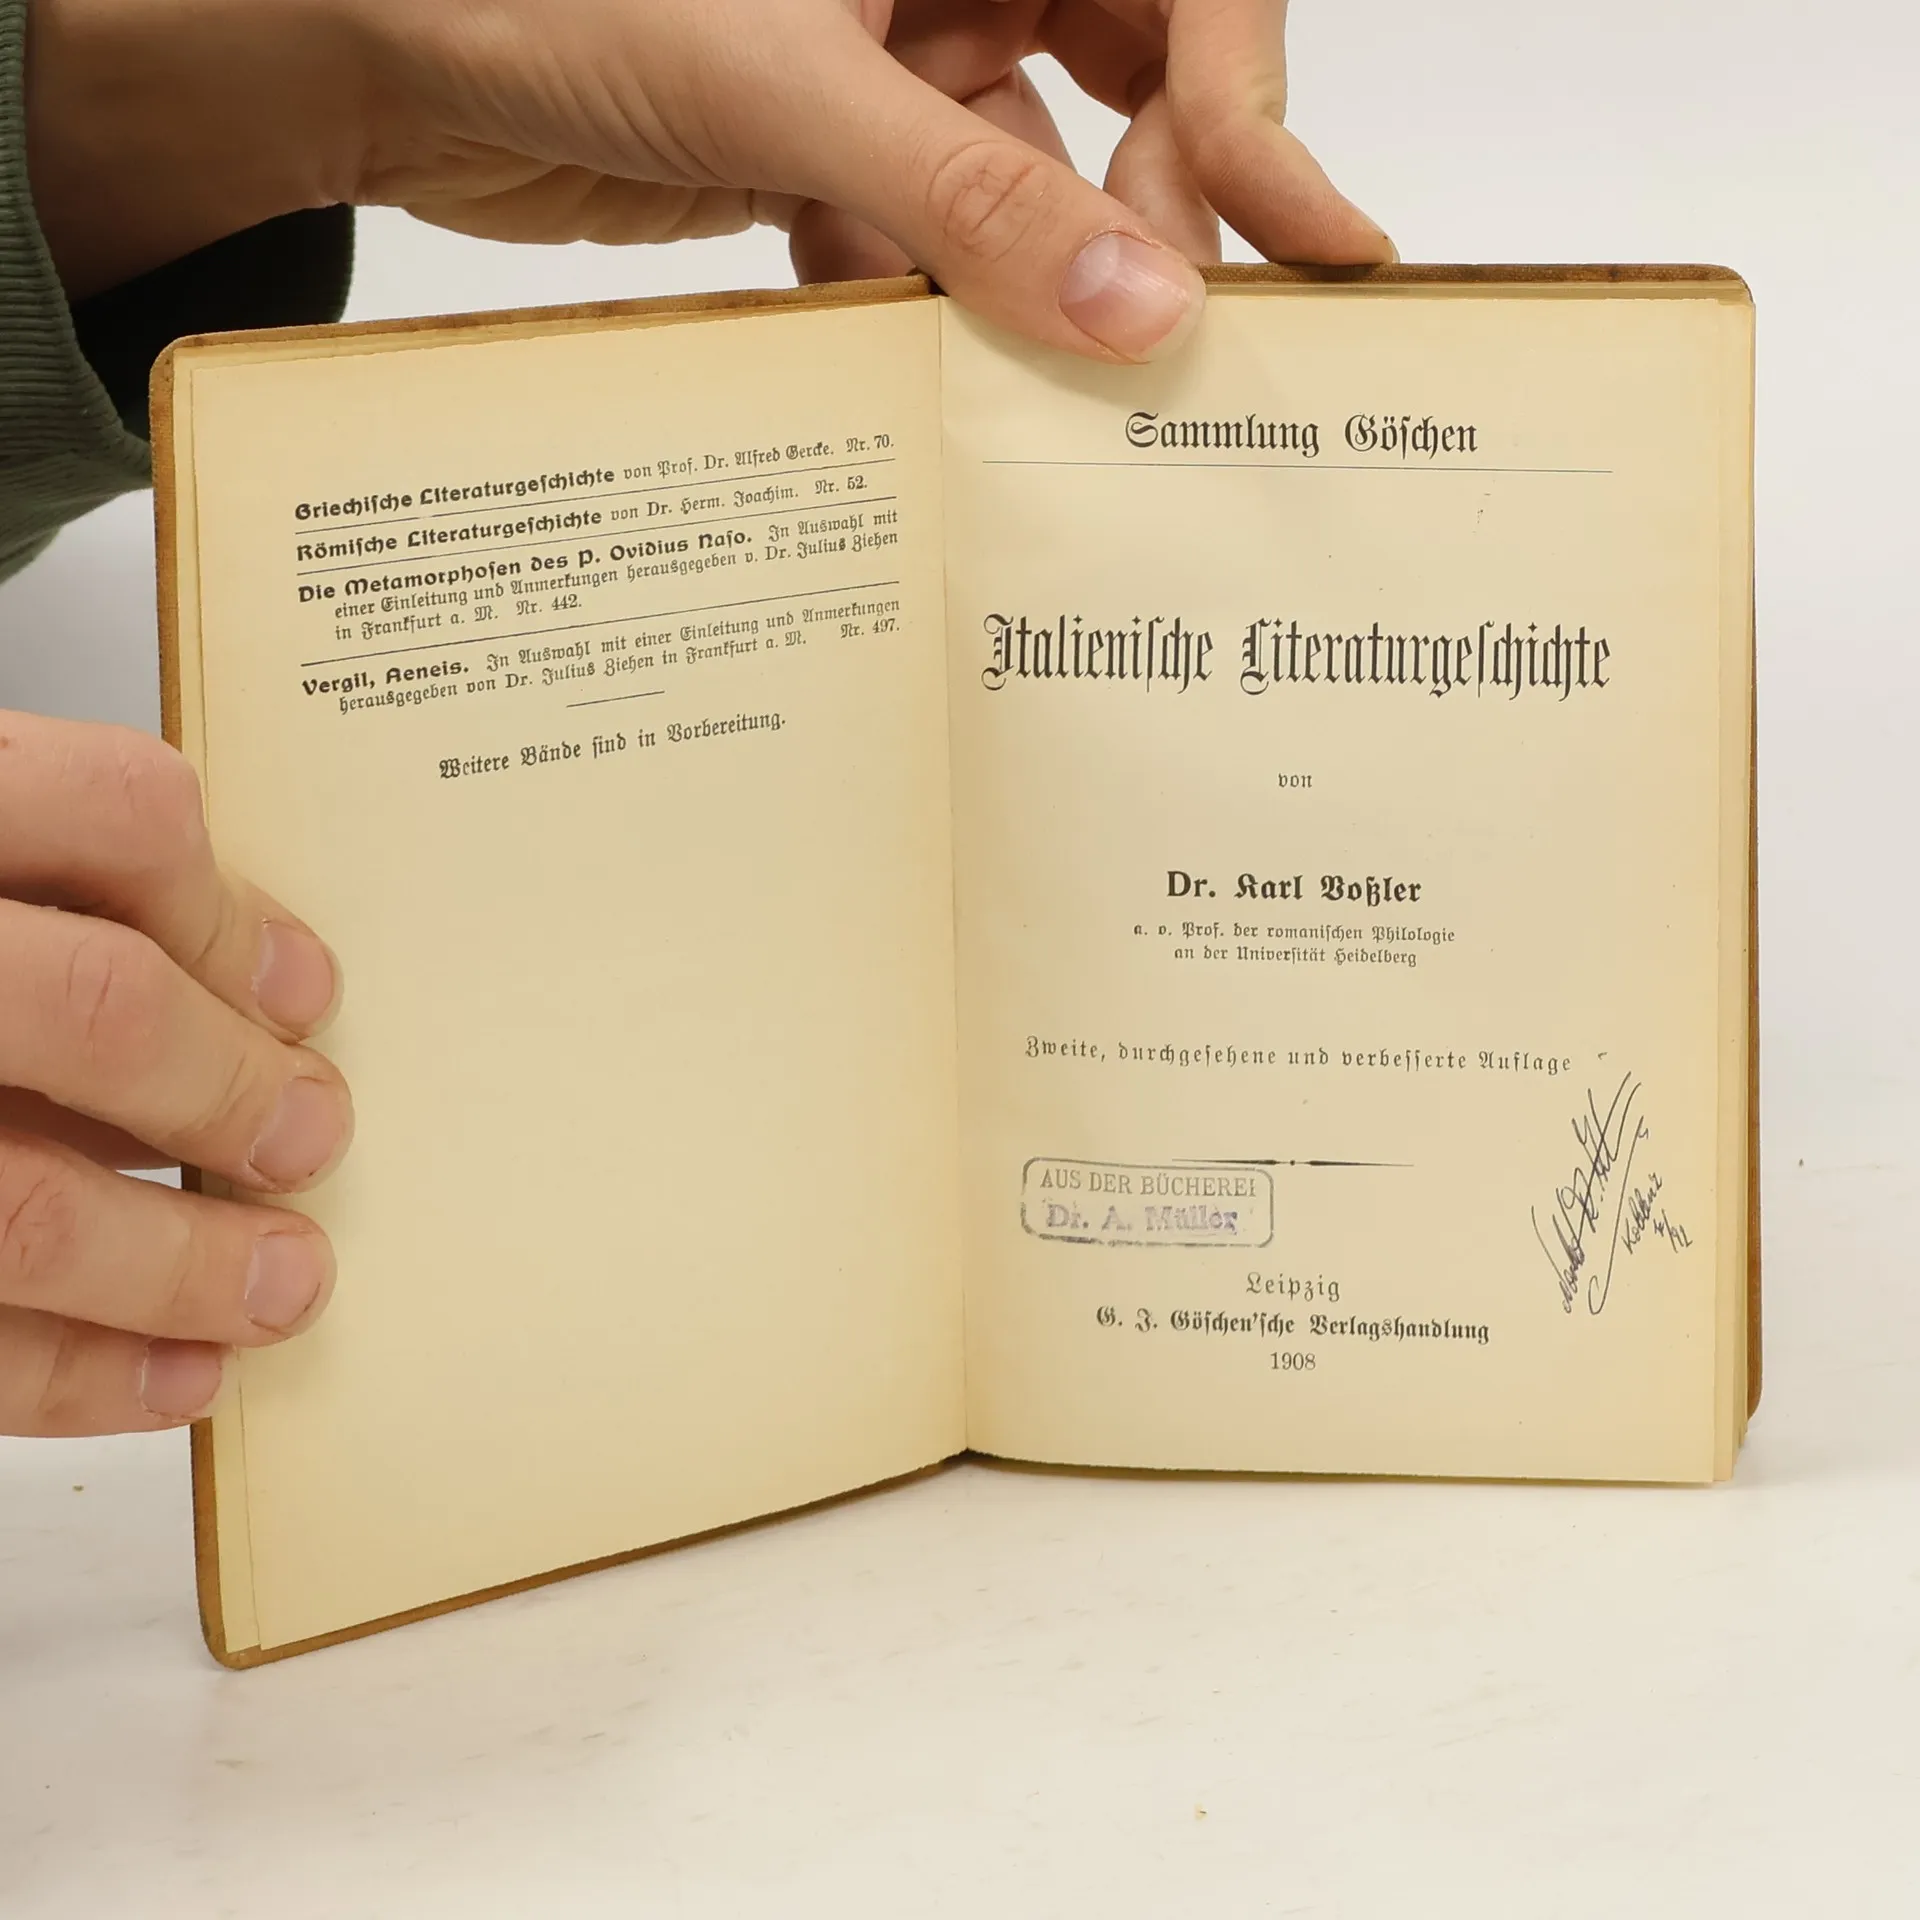 Griechische Literaturgeschichte von Prof. Dr. Alfred Gercke. Nr. 70.
Römische Literaturgeschichte von Dr. Herm. Joachim. Nr. 52.
Die Metamorphosen des P. Ovidius Naso. In Auswahl mit
einer Einleitung und Anmerkungen herausgegeben v. Dr. Julius Ziehen
in Frankfurt a. M. Nr. 442.
Vergil, Aeneis. In Auswahl mit einer Einleitung und Anmerkungen
herausgegeben von Dr. Julius Ziehen in Frankfurt a. M. Nr. 497.
Weitere Bände sind in Vorbereitung.
Sammlung Göschen
Italienische Literaturgeschichte
von
Dr. Karl Voßler
a. o. Prof. der romanischen Philologie
an der Universität Heidelberg
Zweite, durchgesehene und verbesserte Auflage
AUS DER BÜCHEREI
Dr. A. Müller
Koblenz
Leipzig
G. J. Göschen'sche Verlagshandlung
1908